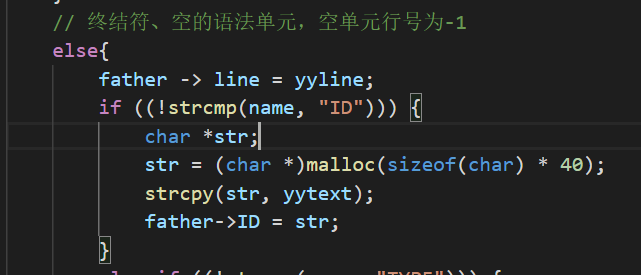 // 终结符、空的语法单元，空单元行号为-1
else{
father -> line = yyline;
if ((!strcmp(name, "ID"))) {
char *str;
str = (char *)malloc(sizeof(char) * 40);
strcpy(str, yytext);
father->ID = str;
}